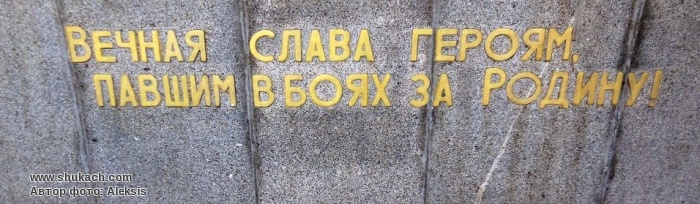 Вечная слава героям,
павшим в боях за Родину!
www.shukach.com
Автор фото: Aleksis